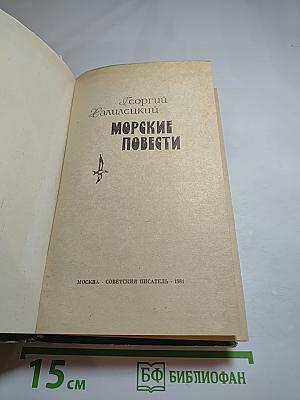 Георгий
Халилецкий
МОРСКИЕ
ПОВЕСТИ
МОСКВА · СОВЕТСКИЙ ПИСАТЕЛЬ · 1981
15 см
БФ БИБЛИОФАН